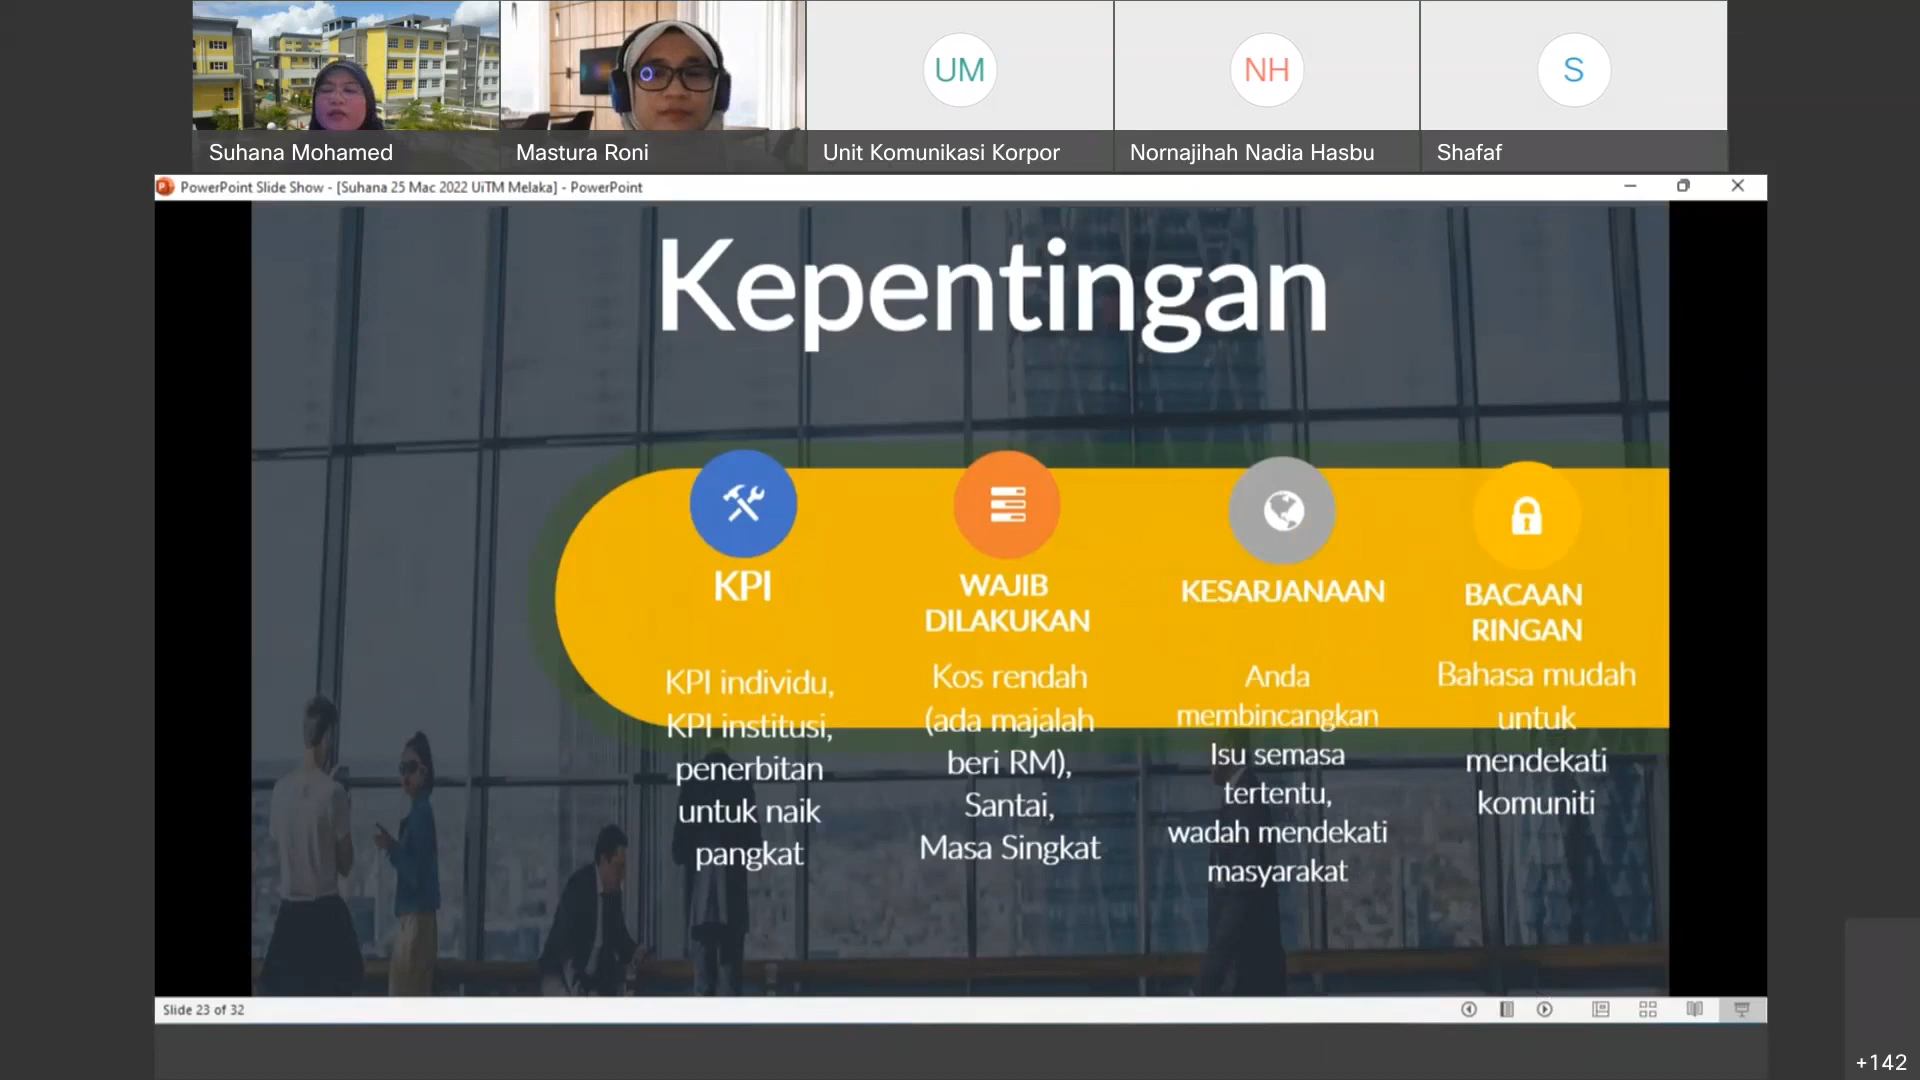 UM
NH
S
Suhana Mohamed
Mastura Roni
Unit Komunikasi Korpor
Nornajihah Nadia Hasbu
Shafaf
PowerPoint Slide Show - [Suhana 25 Mac 2022 UiTM Melaka] - PowerPoint
Kepentingan
KPI
KPI individu,
KPI institusi,
penerbitan
untuk naik
pangkat
WAJIB
DILAKUKAN
Kos rendah
(ada majalah
beri RM),
Santai,
Masa Singkat
KESARJANAAN
Anda
membincangkan
Isu semasa
tertentu,
wadah mendekati
masyarakat
BACAAN
RINGAN
Bahasa mudah
untuk
mendekati
komuniti
Slide 23 of 32
+142